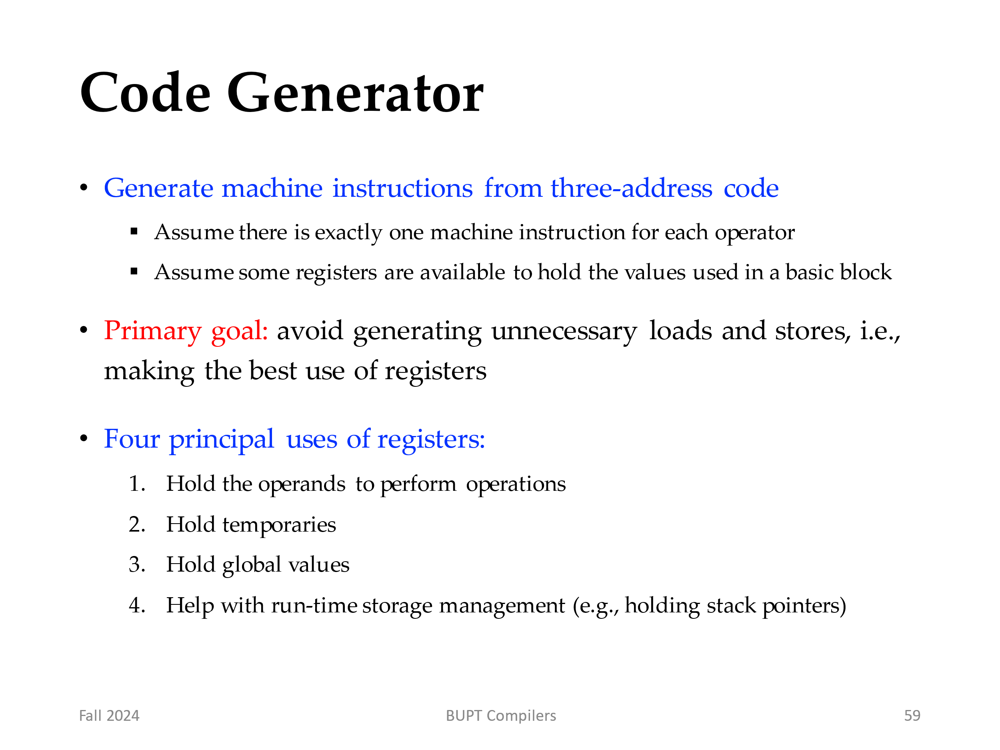 Code Generator
• Generate machine instructions from three-address code
▪ Assume there is exactly one machine instruction for each operator
▪ Assume some registers are available to hold the values used in a basic block
• Primary goal: avoid generating unnecessary loads and stores, i.e.,
making the best use of registers
• Four principal uses of registers:
1. Hold the operands to perform operations
2. Hold temporaries
3. Hold global values
4. Help with run-time storage management (e.g., holding stack pointers)
Fall 2024
BUPT Compilers
59